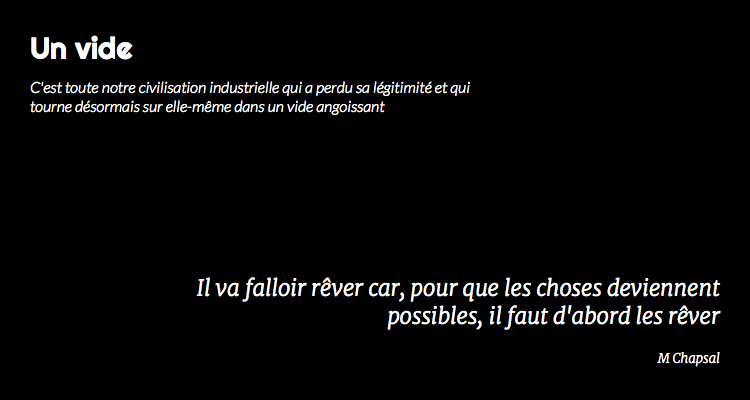 Un vide
C'est toute notre civilisation industrielle qui a perdu sa légitimité et qui
tourne désormais sur elle-même dans un vide angoissant
Il va falloir rêver car, pour que les choses deviennent
possibles, il faut d'abord les rêver
M Chapsal